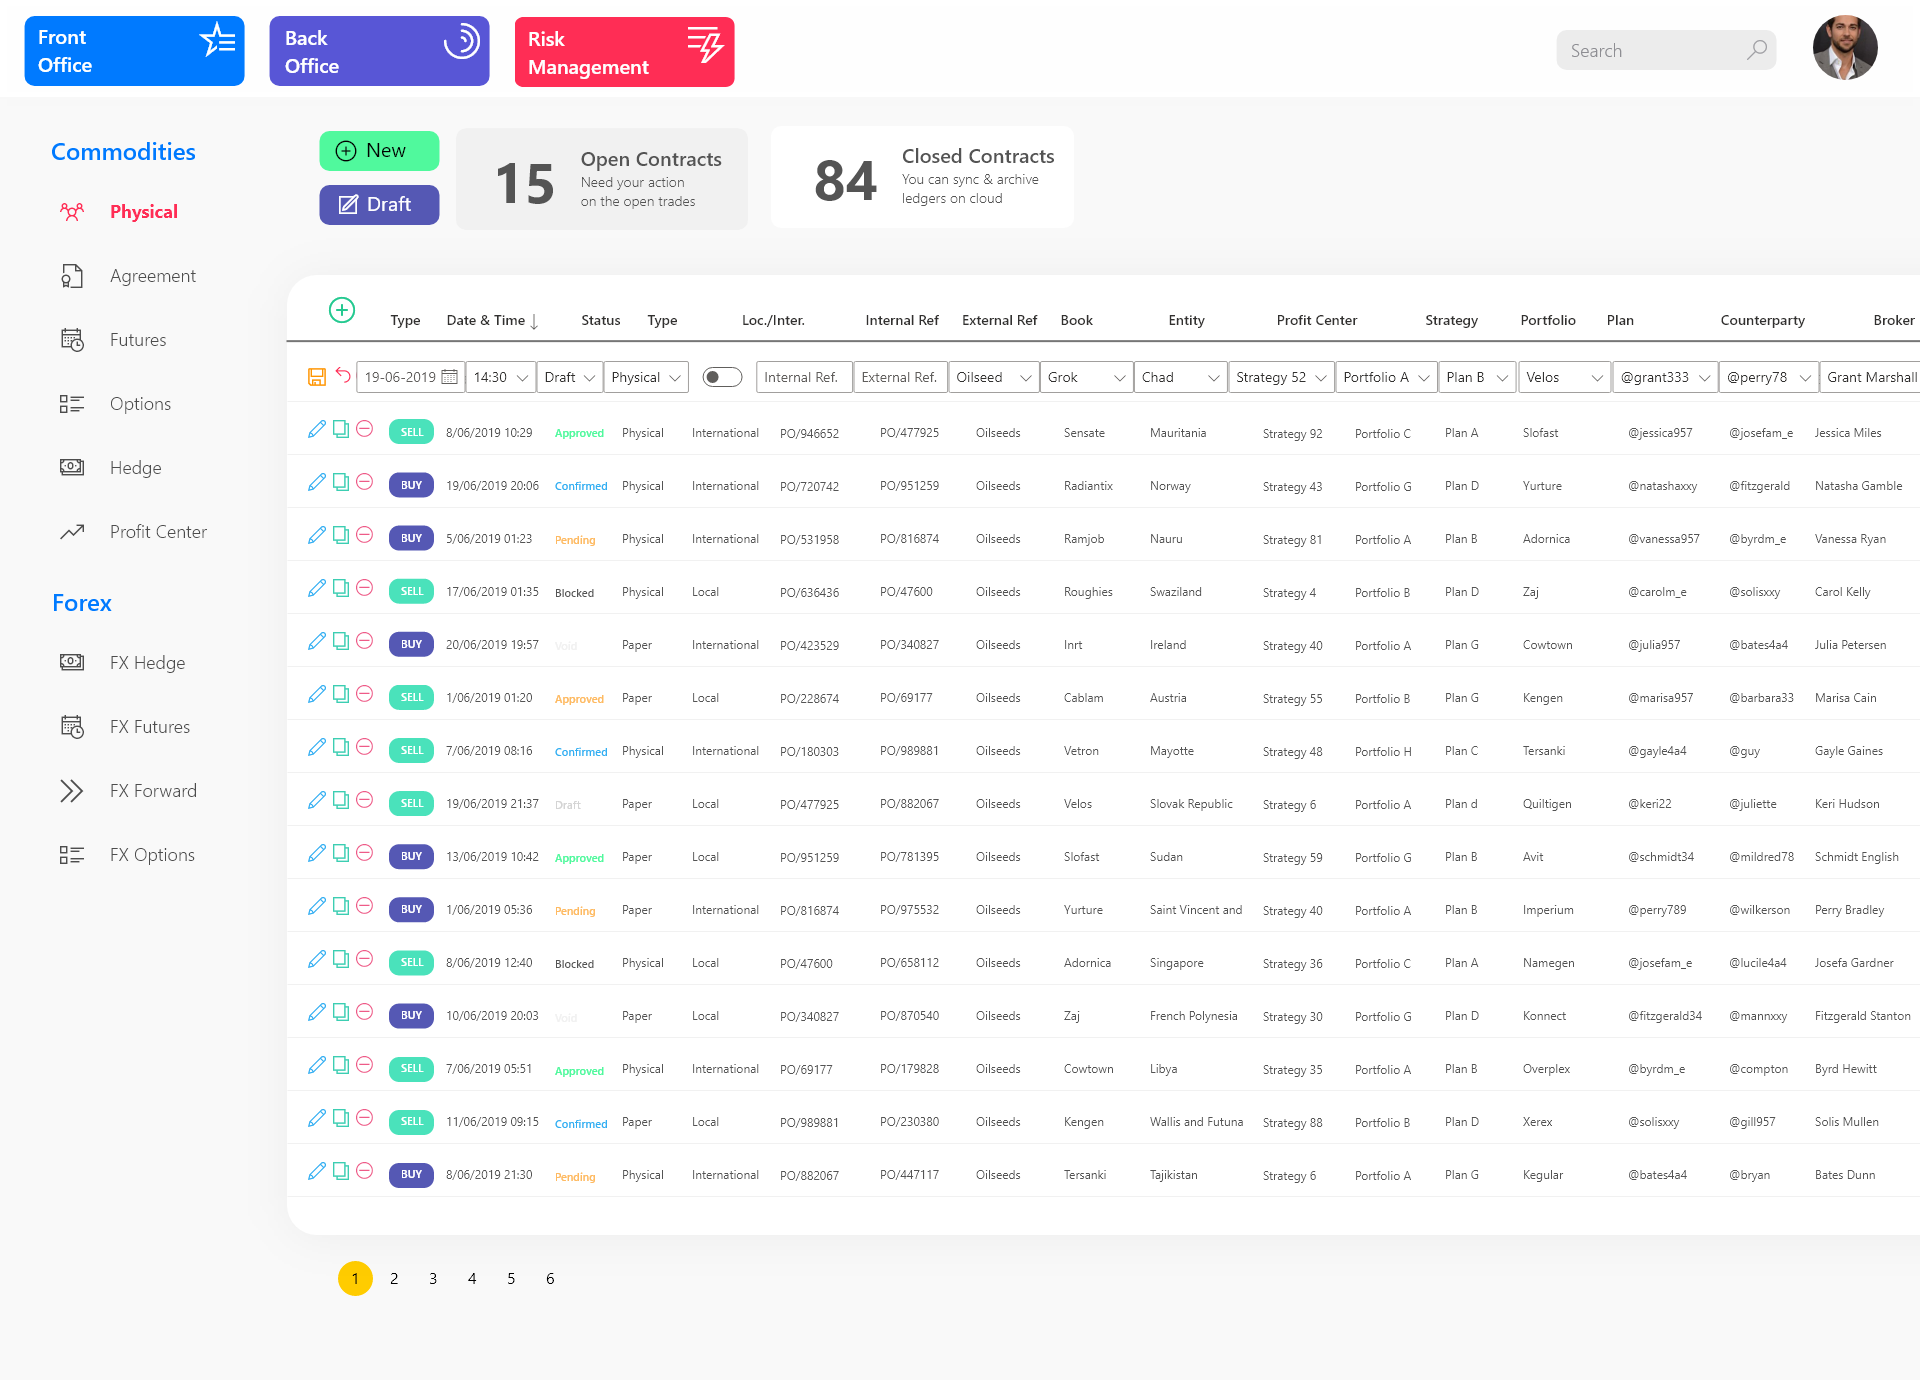 Front
Office
Back
Office
Risk
Management
Search
Commodities
Physical
Agreement
Futures
Options
Hedge
Profit Center
Forex
FX Hedge
FX Futures
FX Forward
FX Options
New
Draft
15
Open Contracts
Need your action
on the open trades
84
Closed Contracts
You can sync & archive
ledgers on cloud
Type Date & Time Status Type Loc./Inter. Internal Ref External Ref Book Entity Profit Center Strategy Portfolio Plan Counterparty Broker
19-06-2019 14:30 Draft Physical Internal Ref. External Ref. Oilseed Grok Chad Strategy 52 Portfolio A Plan B Velos @grant333 @perry78 Grant Marshall
SELL 8/06/2019 10:29 Approved Physical International PO/946652 PO/477925 Oilseeds Sensate Mauritania Strategy 92 Portfolio C Plan A Slofast @jessica957 @josefam_e Jessica Miles
BUY 19/06/2019 20:06 Confirmed Physical International PO/720742 PO/951259 Oilseeds Radiantix Norway Strategy 43 Portfolio G Plan D Yurture @natashaxxy @fitzgerald Natasha Gamble
BUY 5/06/2019 01:23 Pending Physical International PO/531958 PO/816874 Oilseeds Ramjob Nauru Strategy 81 Portfolio A Plan B Adornica @vanessa957 @byrdm_e Vanessa Ryan
SELL 17/06/2019 01:35 Blocked Physical Local PO/636436 PO/47600 Oilseeds Roughies Swaziland Strategy 4 Portfolio B Plan D Zaj @carolm_e @solisxxy Carol Kelly
BUY 20/06/2019 19:57 Void Paper International PO/423529 PO/340827 Oilseeds Inrt Ireland Strategy 40 Portfolio A Plan G Cowtown @julia957 @bates4a4 Julia Petersen
SELL 1/06/2019 01:20 Approved Paper Local PO/228674 PO/69177 Oilseeds Cablam Austria Strategy 55 Portfolio B Plan G Kengen @marisa957 @barbara33 Marisa Cain
SELL 7/06/2019 08:16 Confirmed Physical International PO/180303 PO/989881 Oilseeds Vetron Mayotte Strategy 48 Portfolio H Plan C Tersanki @gayle4a4 @guy Gayle Gaines
SELL 19/06/2019 21:37 Draft Paper Local PO/477925 PO/882067 Oilseeds Velos Slovak Republic Strategy 6 Portfolio A Plan d Quiltigen @keri22 @juliette Keri Hudson
BUY 13/06/2019 10:42 Approved Paper Local PO/951259 PO/781395 Oilseeds Slofast Sudan Strategy 59 Portfolio G Plan B Avit @schmidt34 @mildred78 Schmidt English
BUY 1/06/2019 05:36 Pending Paper International PO/816874 PO/975532 Oilseeds Yurture Saint Vincent and Strategy 40 Portfolio A Plan B Imperium @perry789 @wilkerson Perry Bradley
SELL 8/06/2019 12:40 Blocked Physical Local PO/47600 PO/658112 Oilseeds Adornica Singapore Strategy 36 Portfolio C Plan A Namegen @josefam_e @lucile4a4 Josefa Gardner
BUY 10/06/2019 20:03 Void Paper Local PO/340827 PO/870540 Oilseeds Zaj French Polynesia Strategy 30 Portfolio G Plan D Konnect @fitzgerald34 @mannxxy Fitzgerald Stanton
SELL 7/06/2019 05:51 Approved Physical International PO/69177 PO/179828 Oilseeds Cowtown Libya Strategy 35 Portfolio A Plan B Overplex @byrdm_e @compton Byrd Hewitt
SELL 11/06/2019 09:15 Confirmed Paper Local PO/989881 PO/230380 Oilseeds Kengen Wallis and Futuna Strategy 88 Portfolio B Plan D Xerex @solisxxy @gill957 Solis Mullen
BUY 8/06/2019 21:30 Pending Physical International PO/882067 PO/447117 Oilseeds Tersanki Tajikistan Strategy 6 Portfolio A Plan G Kegular @bates4a4 @bryan Bates Dunn
1 2 3 4 5 6